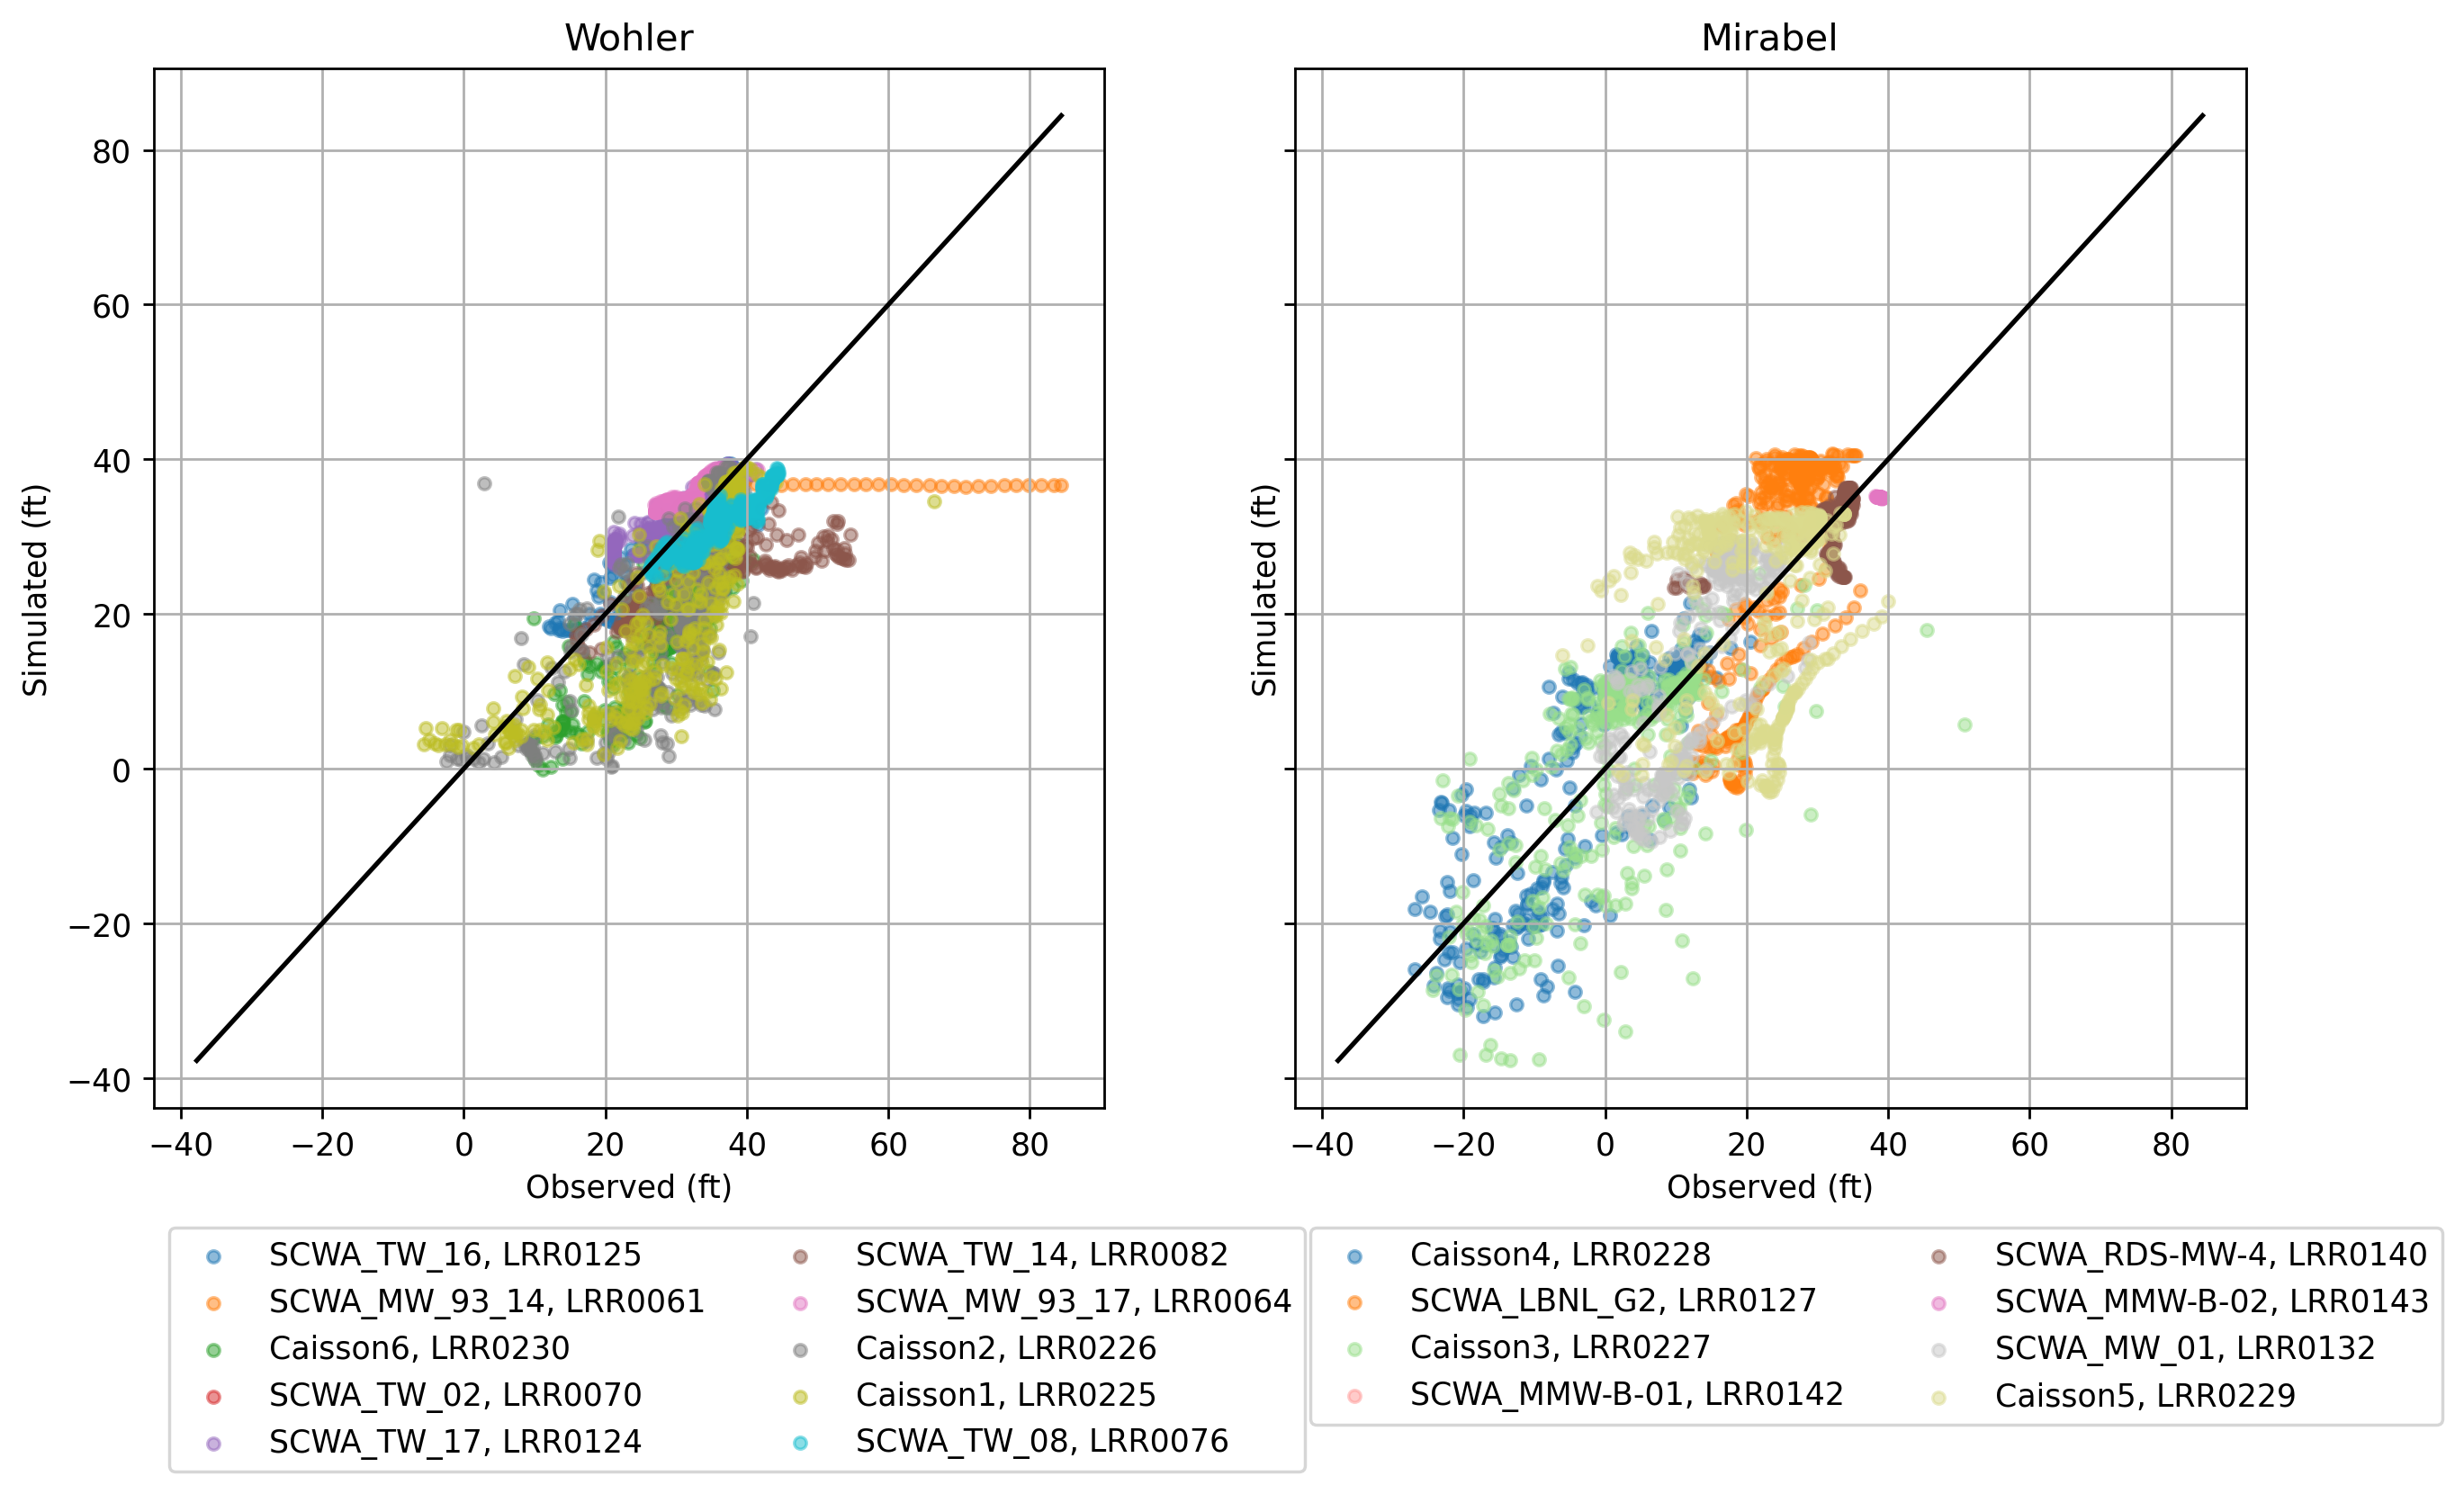 Wohler
Mirabel
80
60
40
20
0
−20
−40
Simulated (ft)
Simulated (ft)
−40 −20 0 20 40 60 80
−40 −20 0 20 40 60 80
Observed (ft)
Observed (ft)
SCWA_TW_16, LRR0125
SCWA_MW_93_14, LRR0061
Caisson6, LRR0230
SCWA_TW_02, LRR0070
SCWA_TW_17, LRR0124
SCWA_TW_14, LRR0082
SCWA_MW_93_17, LRR0064
Caisson2, LRR0226
Caisson1, LRR0225
SCWA_TW_08, LRR0076
Caisson4, LRR0228
SCWA_LBNL_G2, LRR0127
Caisson3, LRR0227
SCWA_MMW-B-01, LRR0142
SCWA_RDS-MW-4, LRR0140
SCWA_MMW-B-02, LRR0143
SCWA_MW_01, LRR0132
Caisson5, LRR0229